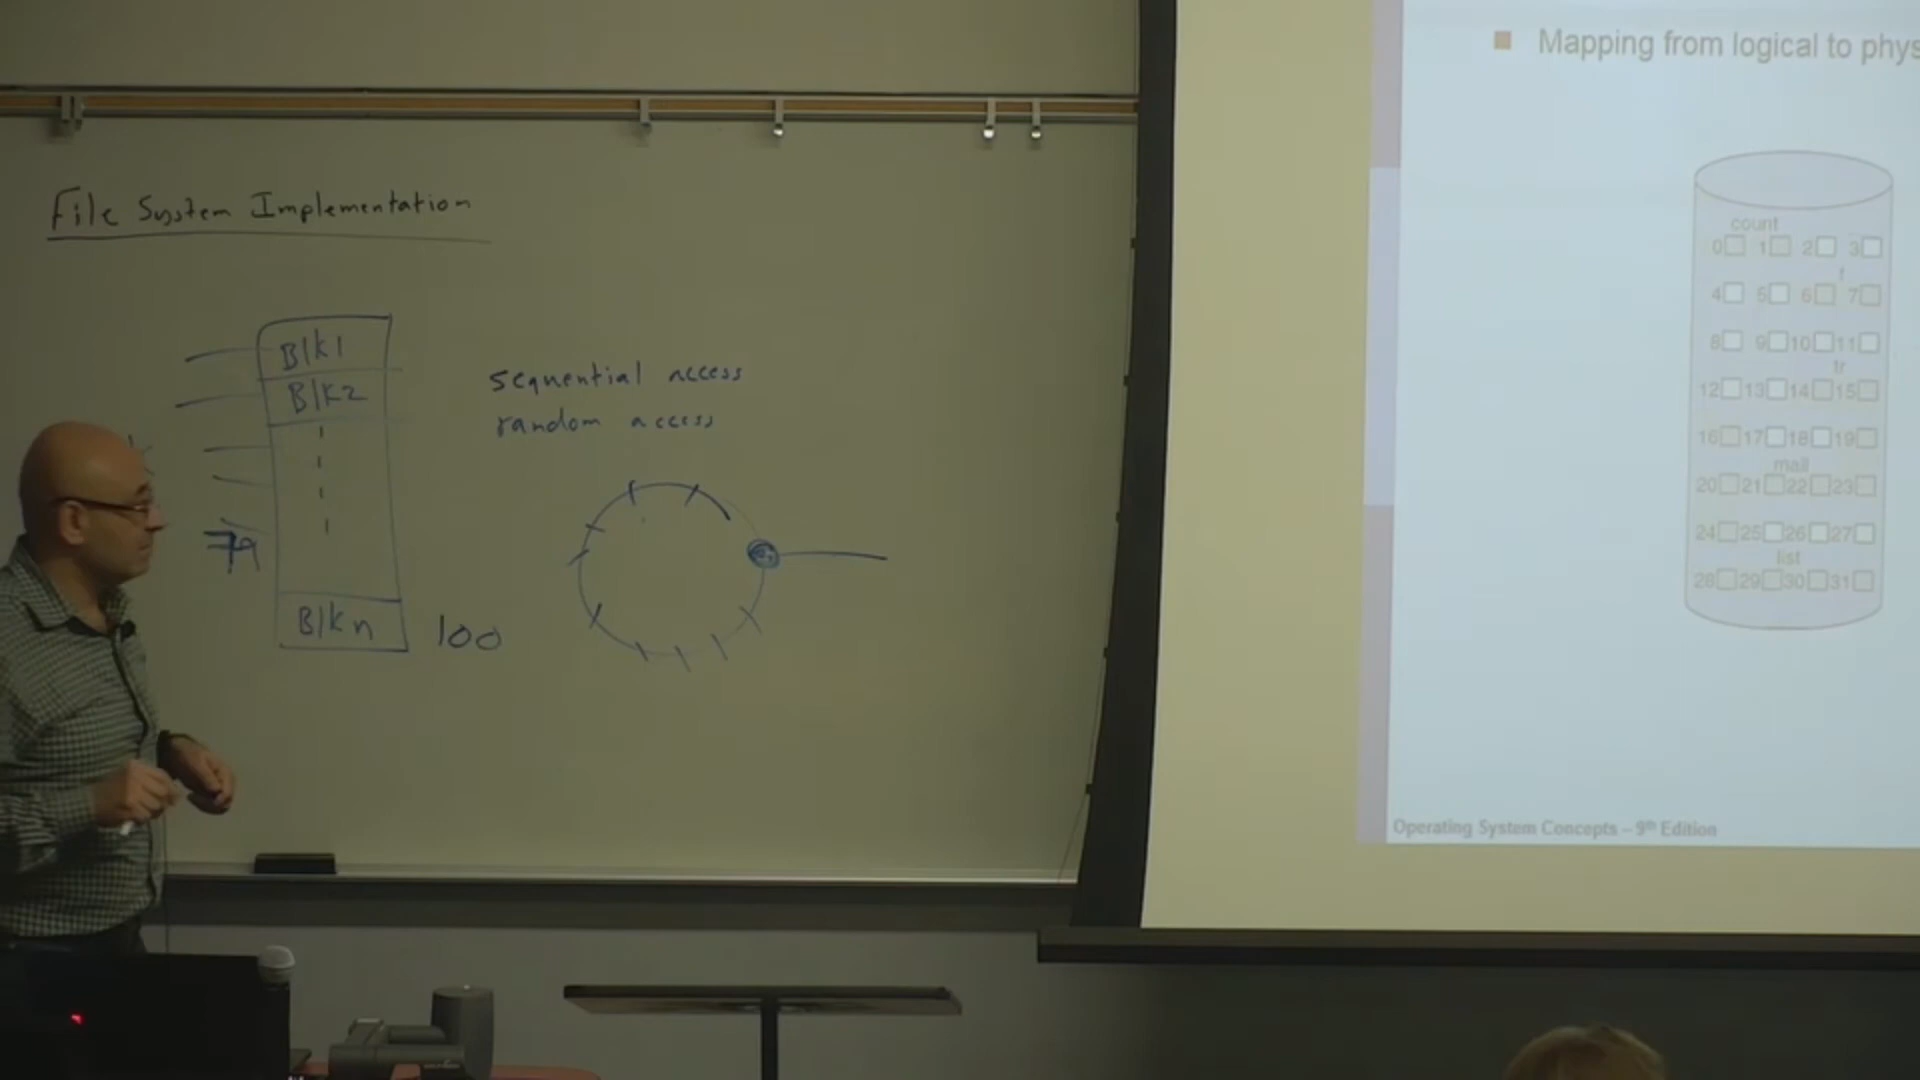 File System Implementation
Blk1
Blk2
Blkn
100
sequential access
random access
Mapping from logical to phys
count
0 1 2 3
f
4 5 6 7
8 9 10 11
tr
12 13 14 15
16 17 18 19
mail
20 21 22 23
24 25 26 27
list
28 29 30 31
Operating System Concepts – 9th Edition